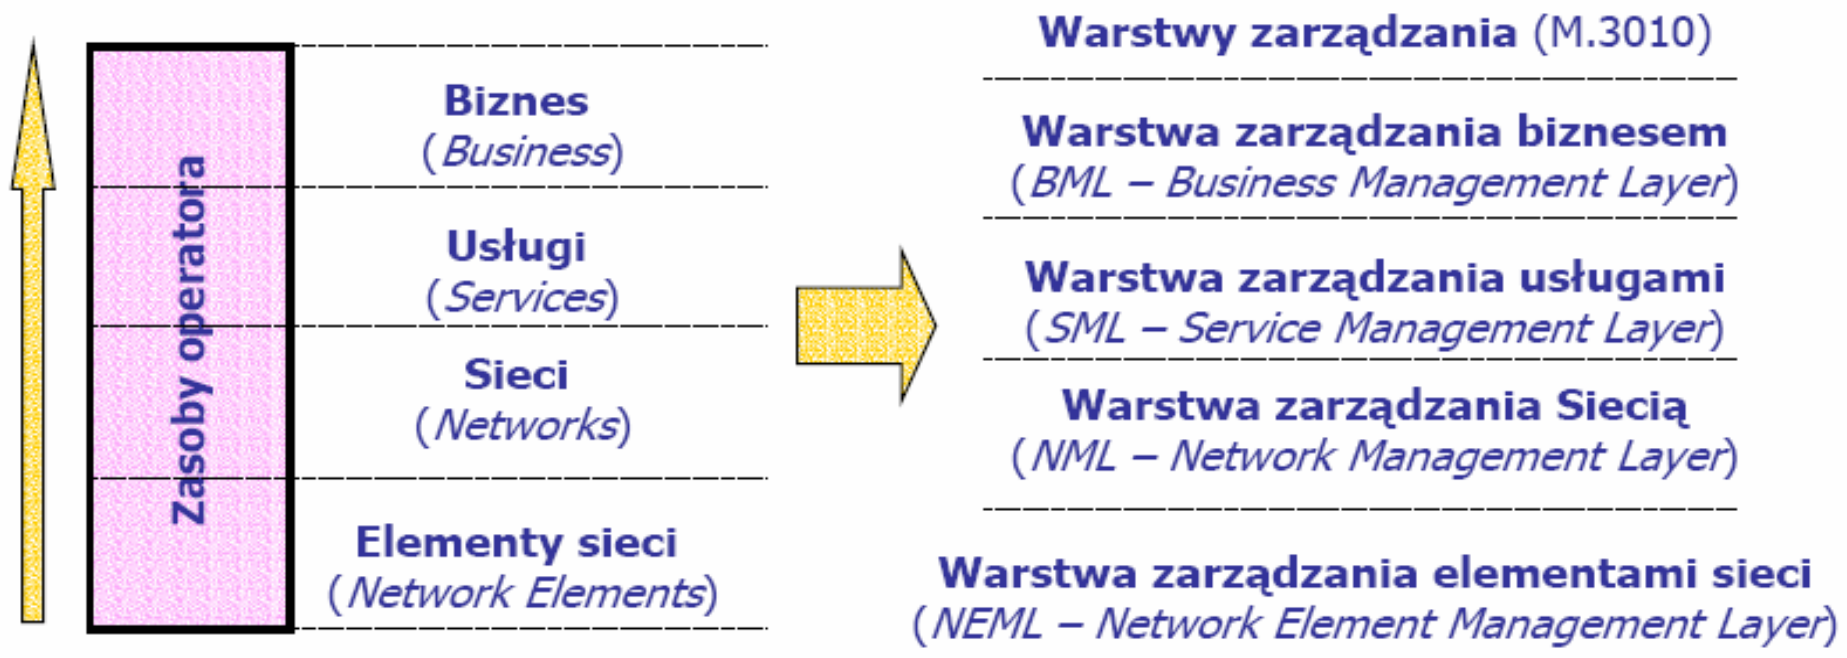 Zasoby operatora
Biznes
(Business)
Usługi
(Services)
Sieci
(Networks)
Elementy sieci
(Network Elements)
Warstwy zarządzania (M.3010)
Warstwa zarządzania biznesem
(BML – Business Management Layer)
Warstwa zarządzania usługami
(SML – Service Management Layer)
Warstwa zarządzania Siecią
(NML – Network Management Layer)
Warstwa zarządzania elementami sieci
(NEML – Network Element Management Layer)